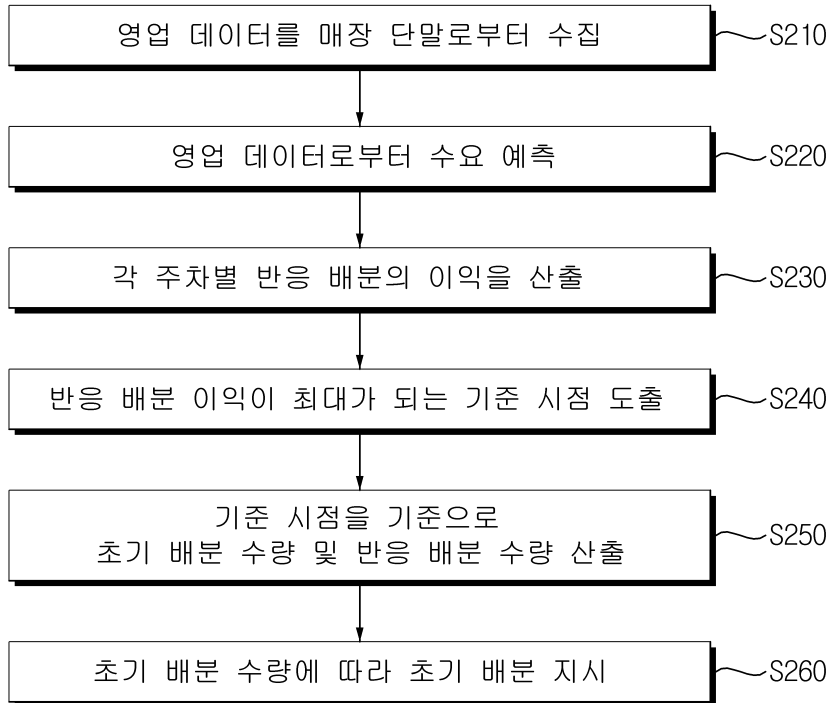 영업 데이터를 매장 단말로부터 수집
S210
영업 데이터로부터 수요 예측
S220
각 주차별 반응 배분의 이익을 산출
S230
반응 배분 이익이 최대가 되는 기준 시점 도출
S240
기준 시점을 기준으로
초기 배분 수량 및 반응 배분 수량 산출
S250
초기 배분 수량에 따라 초기 배분 지시
S260